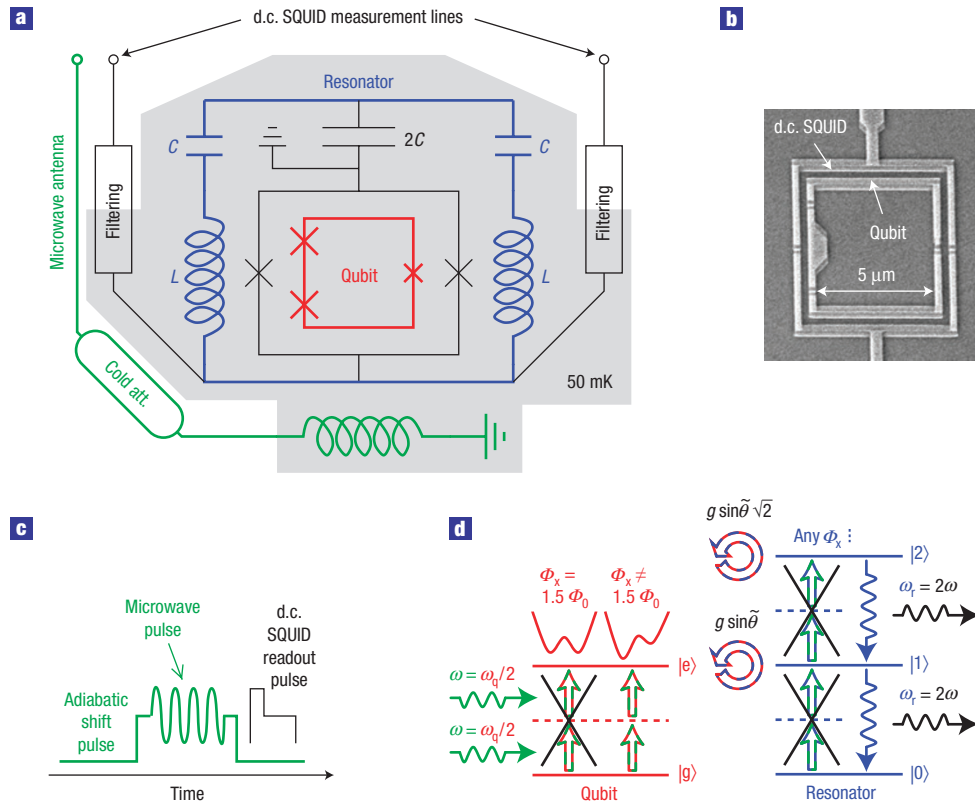 a
d.c. SQUID measurement lines
Resonator
Microwave antenna
Filtering
C
2C
C
L
Qubit
L
Filtering
Cold att.
50 mK
b
d.c. SQUID
Qubit
5 μm
c
Microwave
pulse
Adiabatic
shift
pulse
d.c.
SQUID
readout
pulse
Time
d
Φx =
1.5 Φ0
Φx ≠
1.5 Φ0
|e⟩
ω = ωq/2
ω = ωq/2
|g⟩
Qubit
g sinθ̃ √2
Any Φx ⋮
|2⟩
ωr = 2ω
g sinθ̃
|1⟩
ωr = 2ω
|0⟩
Resonator